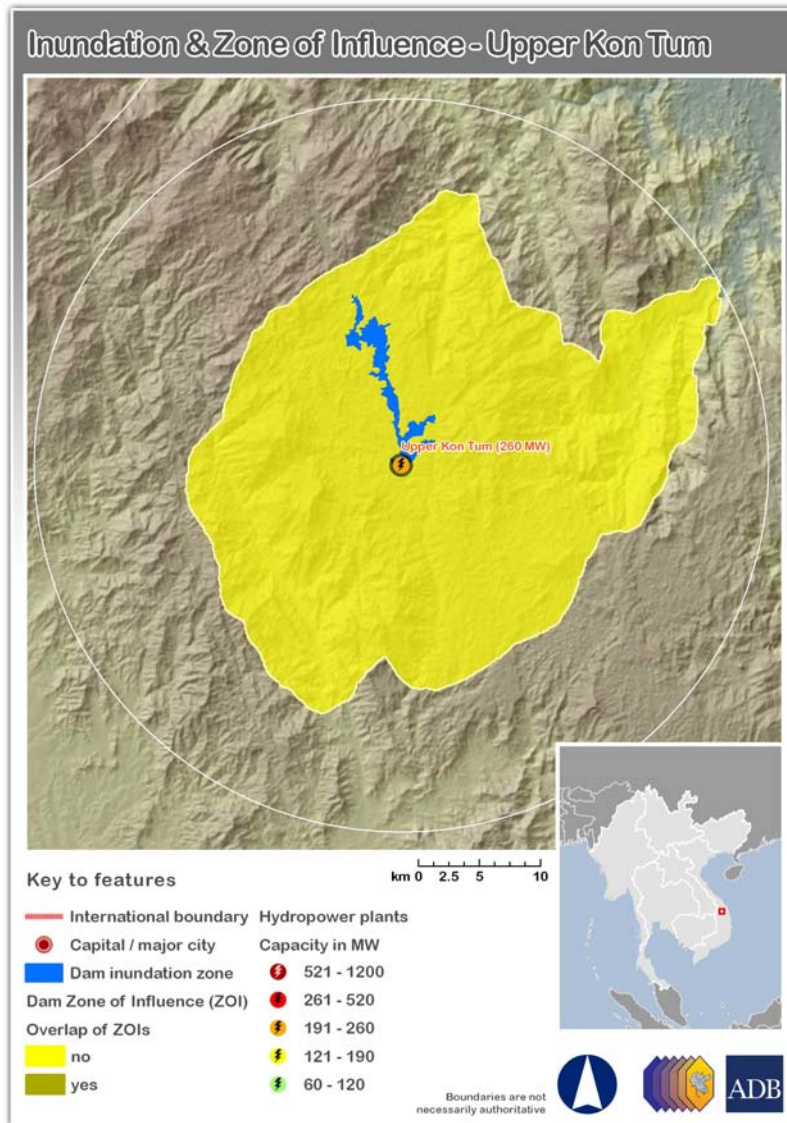 Inundation & Zone of Influence - Upper Kon Tum
Upper Kon Tum (260 MW)
km 0 2.5 5 10
Key to features
International boundary
Capital / major city
Dam inundation zone
Dam Zone of Influence (ZOI)
Overlap of ZOIs
no
yes
Hydropower plants
Capacity in MW
521 - 1200
261 - 520
191 - 260
121 - 190
60 - 120
Boundaries are not
necessarily authoritative
ADB